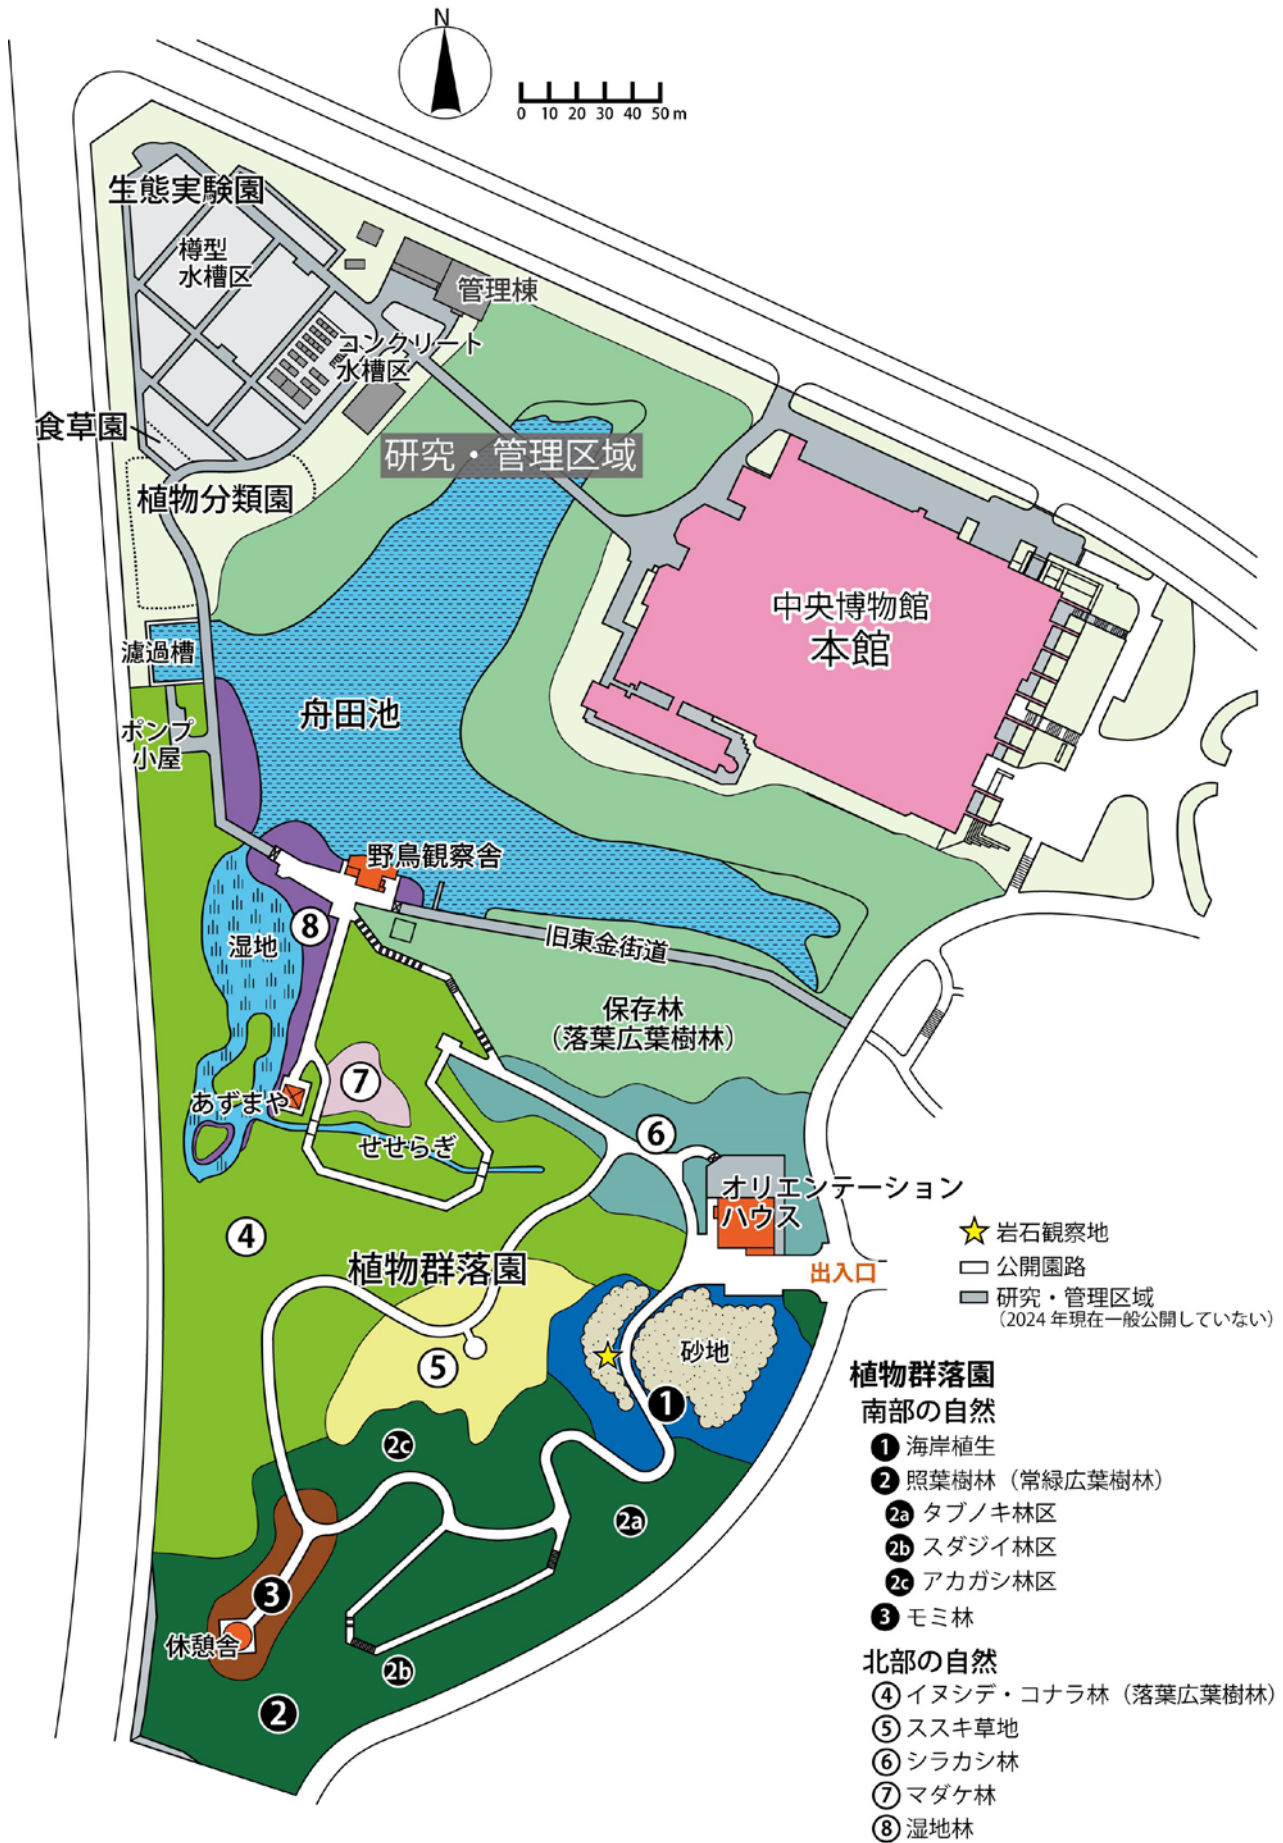 N
0 10 20 30 40 50 m
生態実験園
樽型
水槽区
管理棟
コンクリート
水槽区
食草園
研究・管理区域
植物分類園
中央博物館
本館
濾過槽
舟田池
ポンプ
小屋
野鳥観察舎
8
湿地
旧東金街道
保存林
(落葉広葉樹林)
7
あずまや
せせらぎ
6
オリエンテーション
ハウス
4
植物群落園
出入口
岩石観察地
公開園路
研究・管理区域
(2024 年現在一般公開していない)
砂地
5
1
2c
2a
3
休憩舎
2b
2
植物群落園
南部の自然
1 海岸植生
2 照葉樹林（常緑広葉樹林）
2a タブノキ林区
2b スダジイ林区
2c アカガシ林区
3 モミ林
北部の自然
4 イヌシデ・コナラ林（落葉広葉樹林）
5 ススキ草地
6 シラカシ林
7 マダケ林
8 湿地林